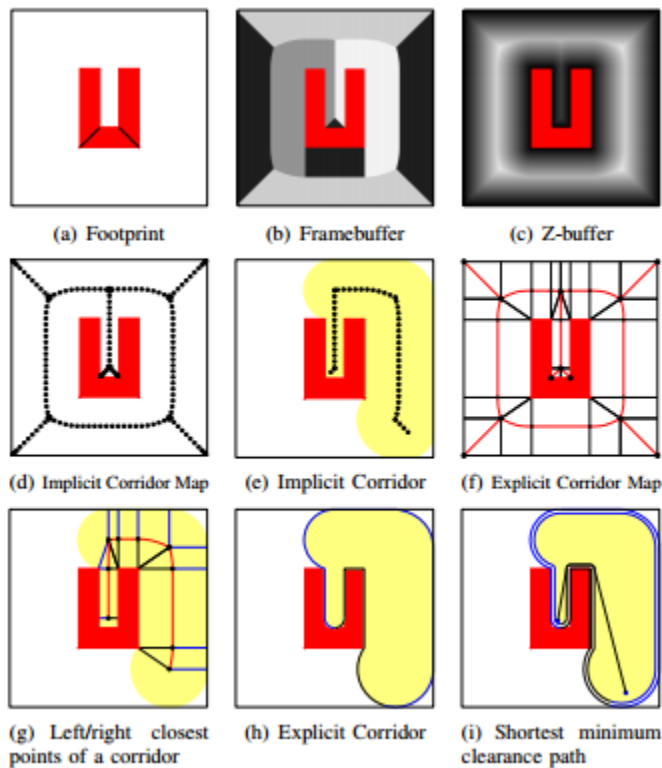 (a) Footprint
(b) Framebuffer
(c) Z-buffer
(d) Implicit Corridor Map
(e) Implicit Corridor
(f) Explicit Corridor Map
(g) Left/right closest
points of a corridor
(h) Explicit Corridor
(i) Shortest minimum
clearance path